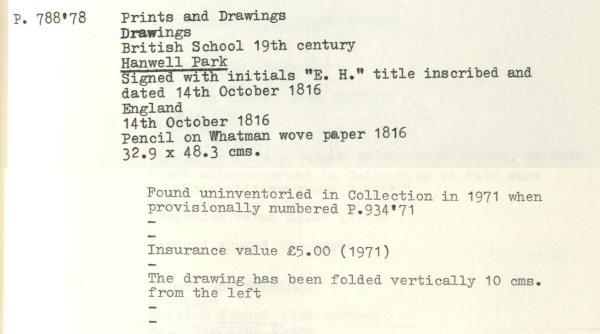 P. 788'78 Prints and Drawings
Drawings
British School 19th century
Hanwell Park
Signed with initials "E. H." title inscribed and
dated 14th October 1816
England
14th October 1816
Pencil on Whatman wove paper 1816
32.9 x 48.3 cms.
Found uninventoried in Collection in 1971 when
provisionally numbered P.934'71
-
-
Insurance value £5.00 (1971)
-
The drawing has been folded vertically 10 cms.
from the left
-
-